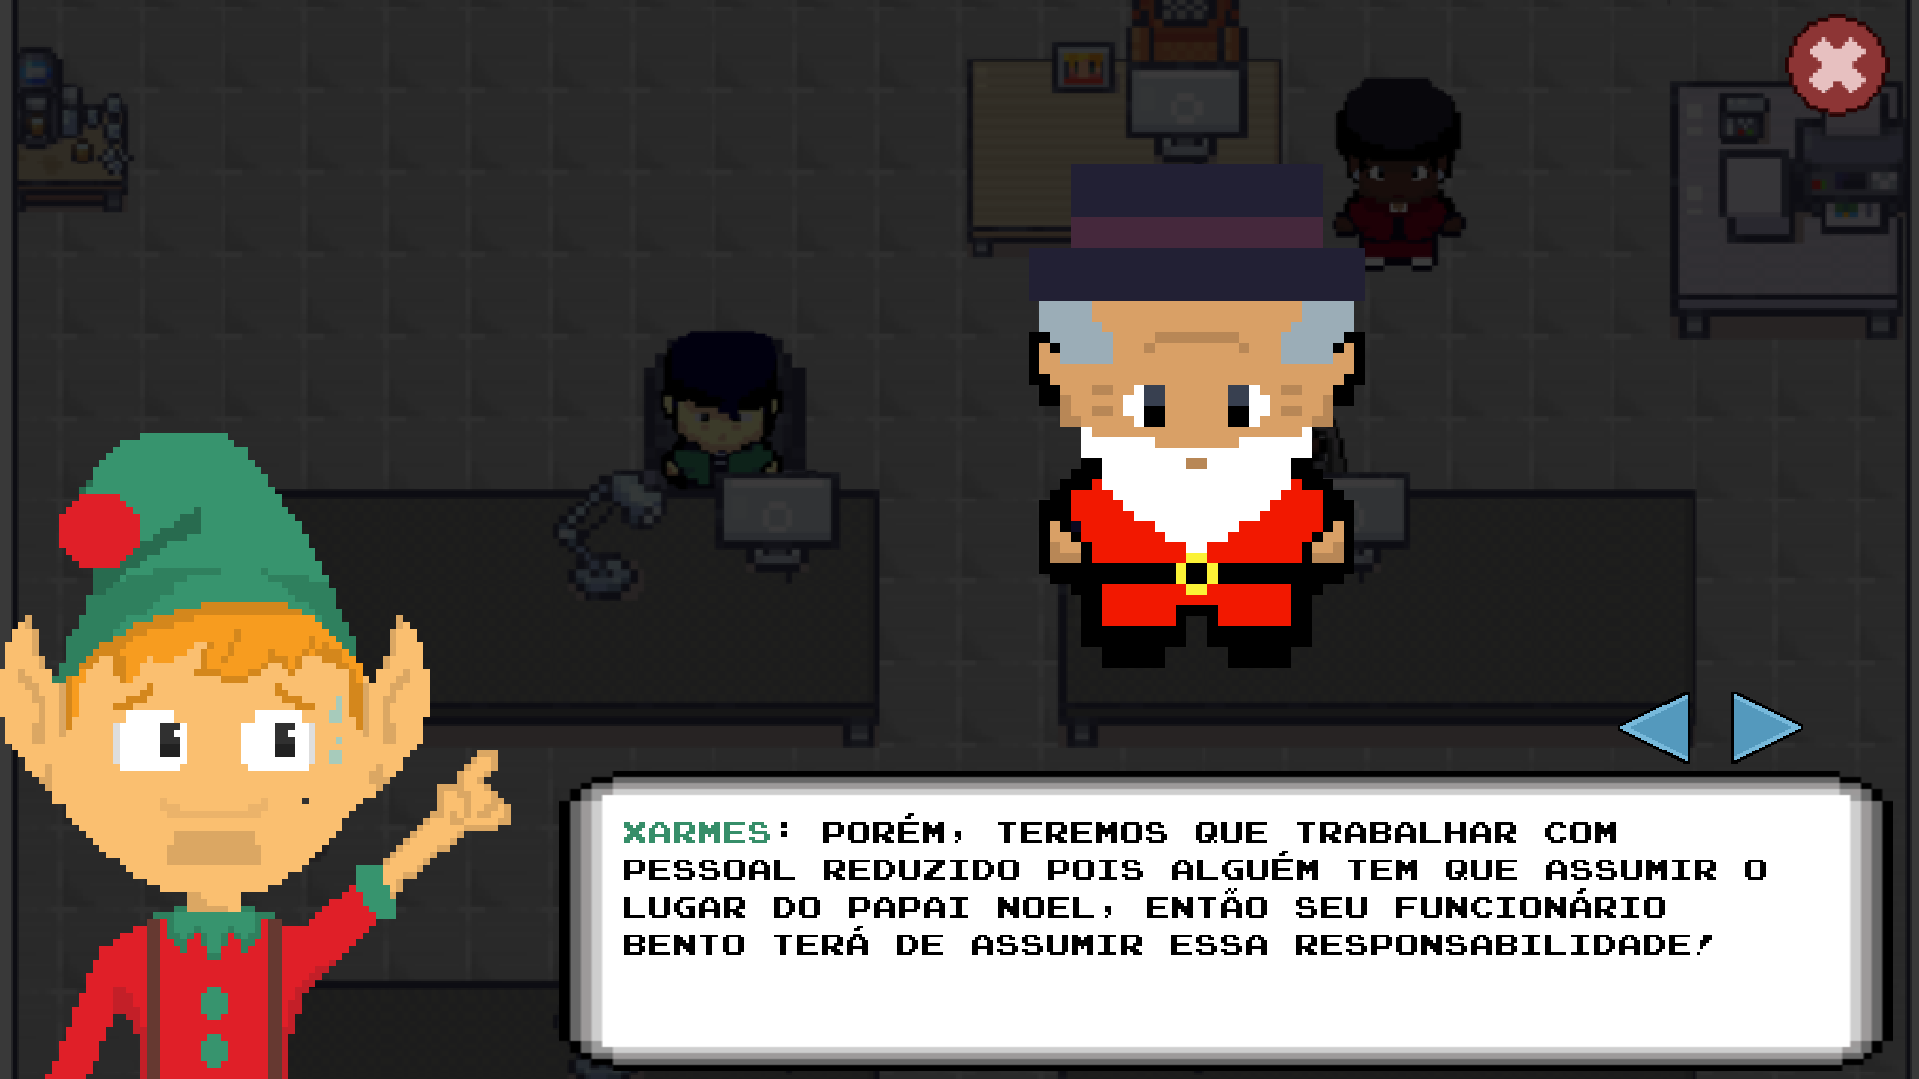 XARMES: PORÉM, TEREMOS QUE TRABALHAR COM
PESSOAL REDUZIDO POIS ALGUÉM TEM QUE ASSUMIR O
LUGAR DO PAPAI NOEL, ENTÃO SEU FUNCIONÁRIO
BENTO TERÁ DE ASSUMIR ESSA RESPONSABILIDADE!